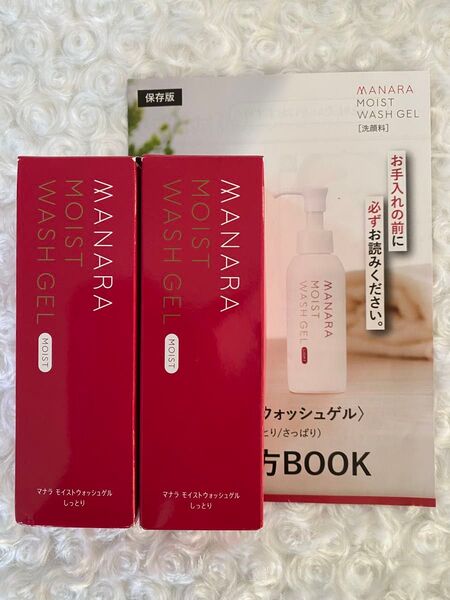 MANARA
MOIST
WASH GEL
MOIST
マナラ モイストウォッシュゲル
しっとり
MANARA
MOIST
WASH GEL
MOIST
マナラ モイストウォッシュゲル
しっとり
保存版
MANARA
MOIST
WASH GEL
[洗顔料]
お手入れの前に
必ずお読みください。
MANARA
MOIST
WASH GEL
ォッシュゲル〉
とり/さっぱり)
方BOOK